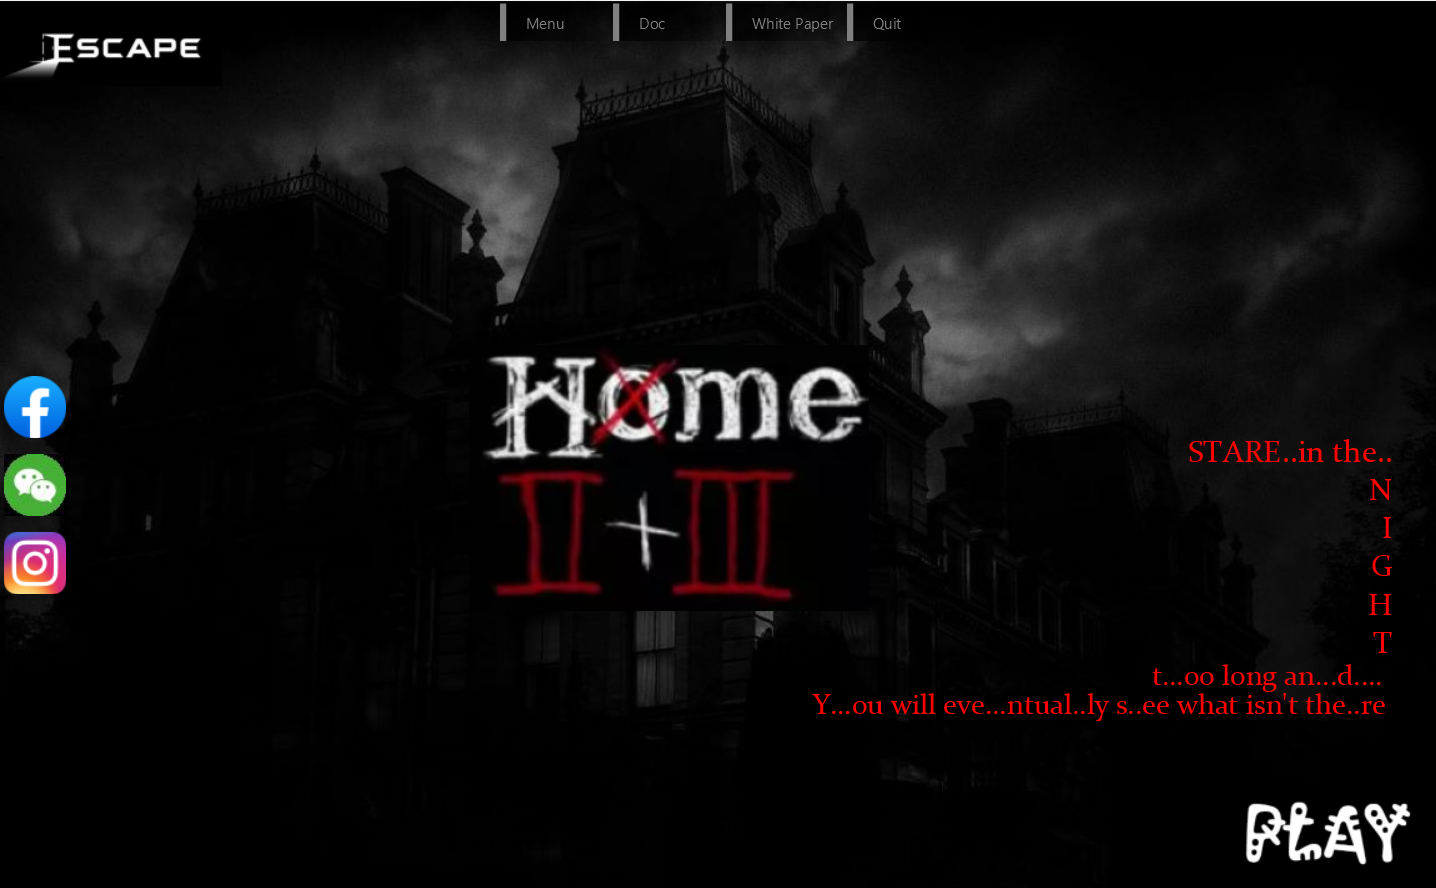 Menu
Doc
White Paper
Quit
ESCAPE
Home
II + III
STARE..in the..
N
I
G
H
T
t...oo long an...d....
Y...ou will eve...ntual..ly s..ee what isn't the..re
PLAY